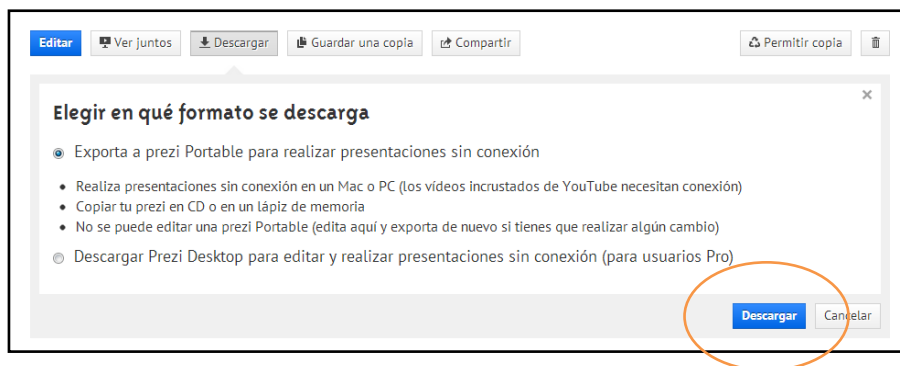 Editar Ver juntos Descargar Guardar una copia Compartir Permitir copia
Elegir en qué formato se descarga
Exporta a prezi Portable para realizar presentaciones sin conexión
• Realiza presentaciones sin conexión en un Mac o PC (los vídeos incrustados de YouTube necesitan conexión)
• Copiar tu prezi en CD o en un lápiz de memoria
• No se puede editar una prezi Portable (edita aquí y exporta de nuevo si tienes que realizar algún cambio)
Descargar Prezi Desktop para editar y realizar presentaciones sin conexión (para usuarios Pro)
Descargar Cancelar